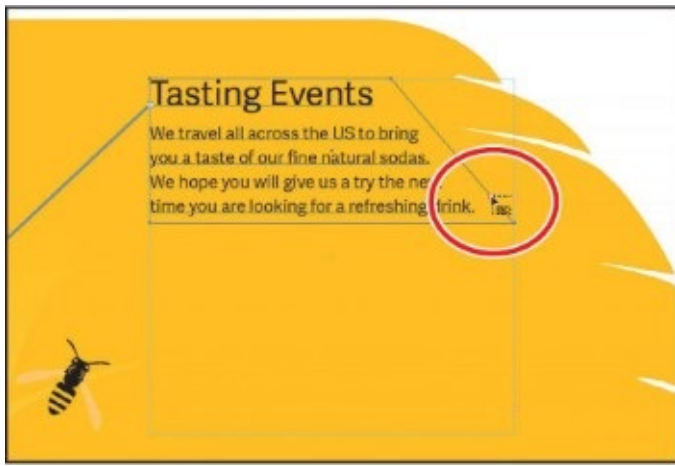 Tasting Events
We travel all across the US to bring
you a taste of our fine natural sodas.
We hope you will give us a try the
time you are looking for a refreshing drink.